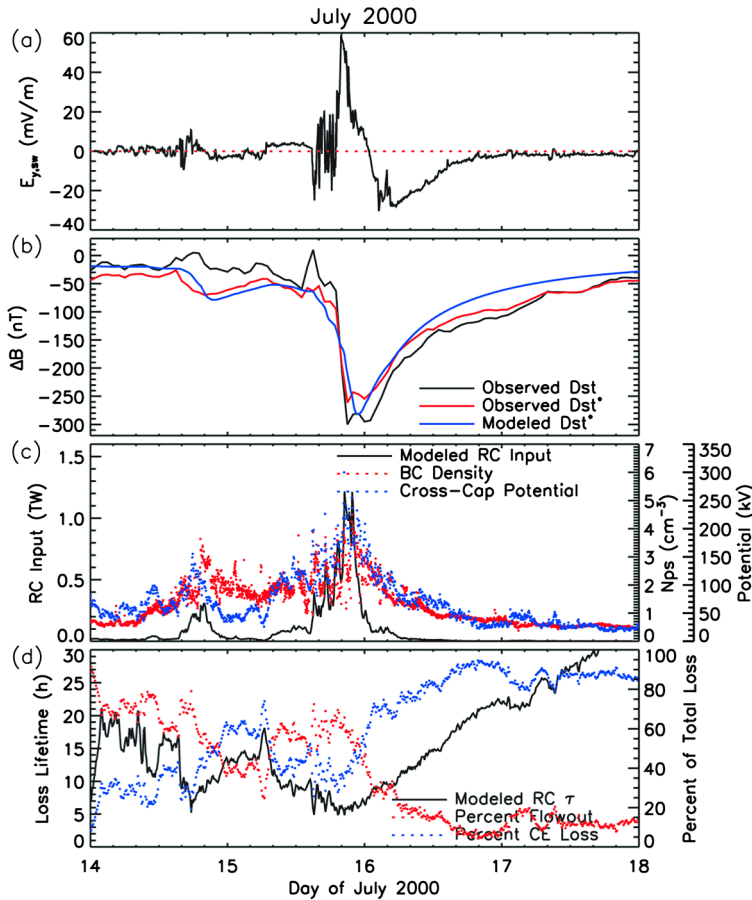 July 2000
(a)
60
40
20
0
−20
−40
E y,sw (mV/m)
(b)
0
−50
−100
−150
−200
−250
−300
ΔB (nT)
Observed Dst
Observed Dst*
Modeled Dst*
(c)
1.5
1.0
0.5
0.0
RC Input (TW)
Modeled RC Input
BC Density
Cross−Cap Potential
7
6
5
4
3
2
1
0
Nps (cm−3)
350
300
250
200
150
100
50
0
Potential (kV)
(d)
30
25
20
15
10
5
0
Loss Lifetime (h)
Modeled RC τ
Percent Flowout
Percent CE Loss
100
80
60
40
20
0
Percent of Total Loss
14 15 16 17 18
Day of July 2000